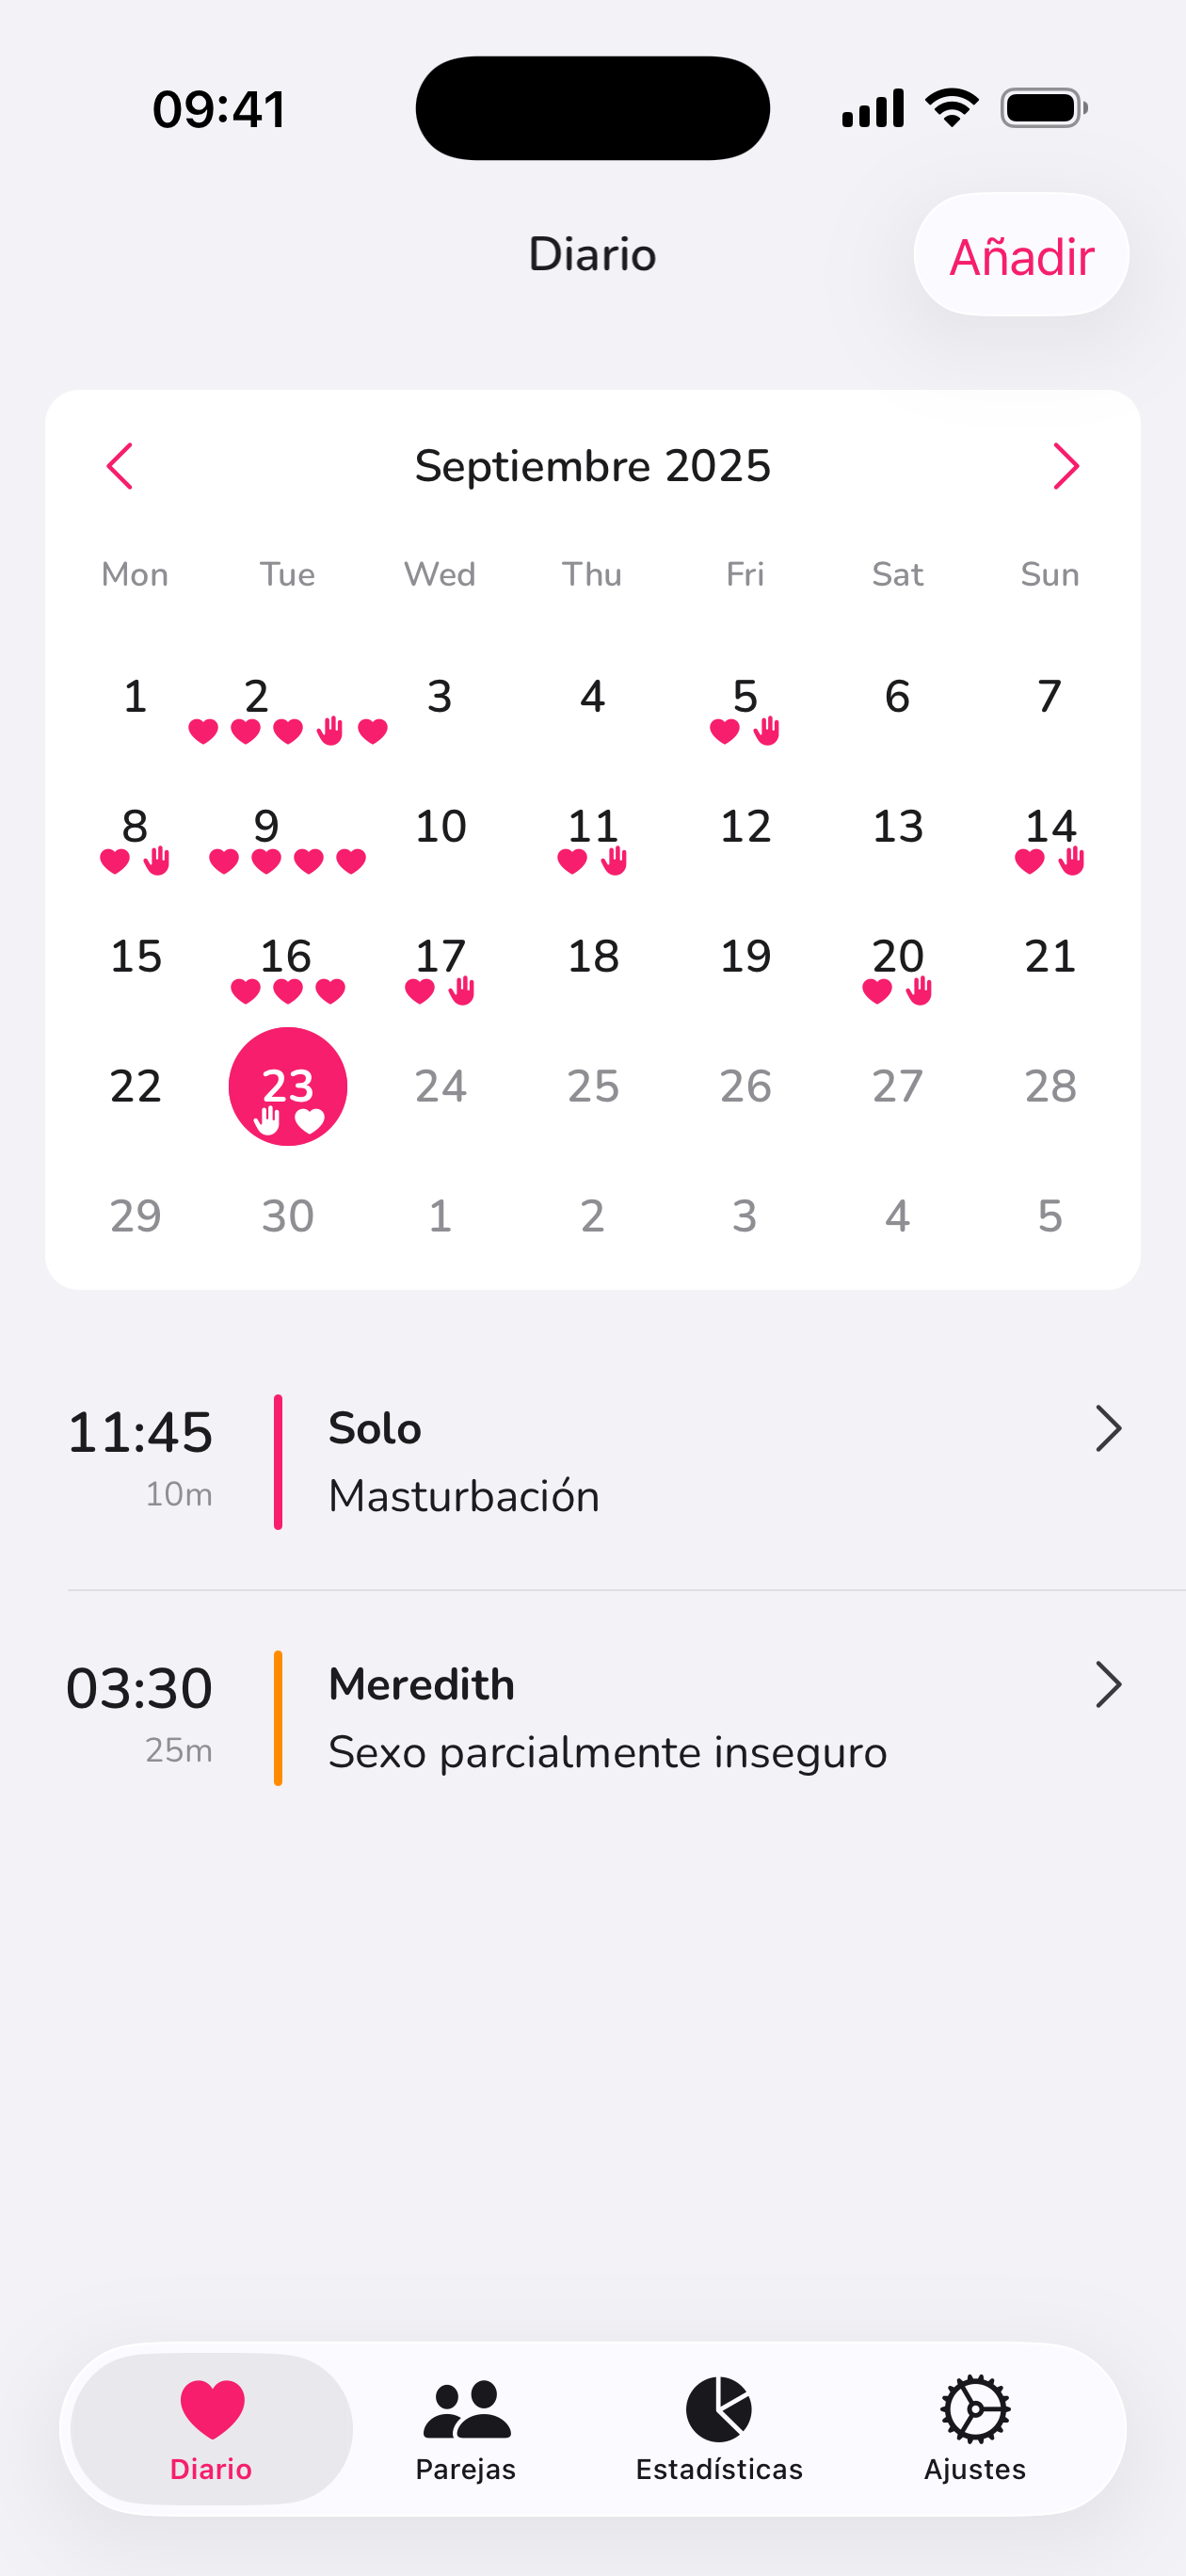 09:41
Diario
Añadir
Septiembre 2025
Mon Tue Wed Thu Fri Sat Sun
1 2 3 4 5 6 7
8 9 10 11 12 13 14
15 16 17 18 19 20 21
22 23 24 25 26 27 28
29 30 1 2 3 4 5
11:45 Solo
10m Masturbación
03:30 Meredith
25m Sexo parcialmente inseguro
Diario Parejas Estadísticas Ajustes